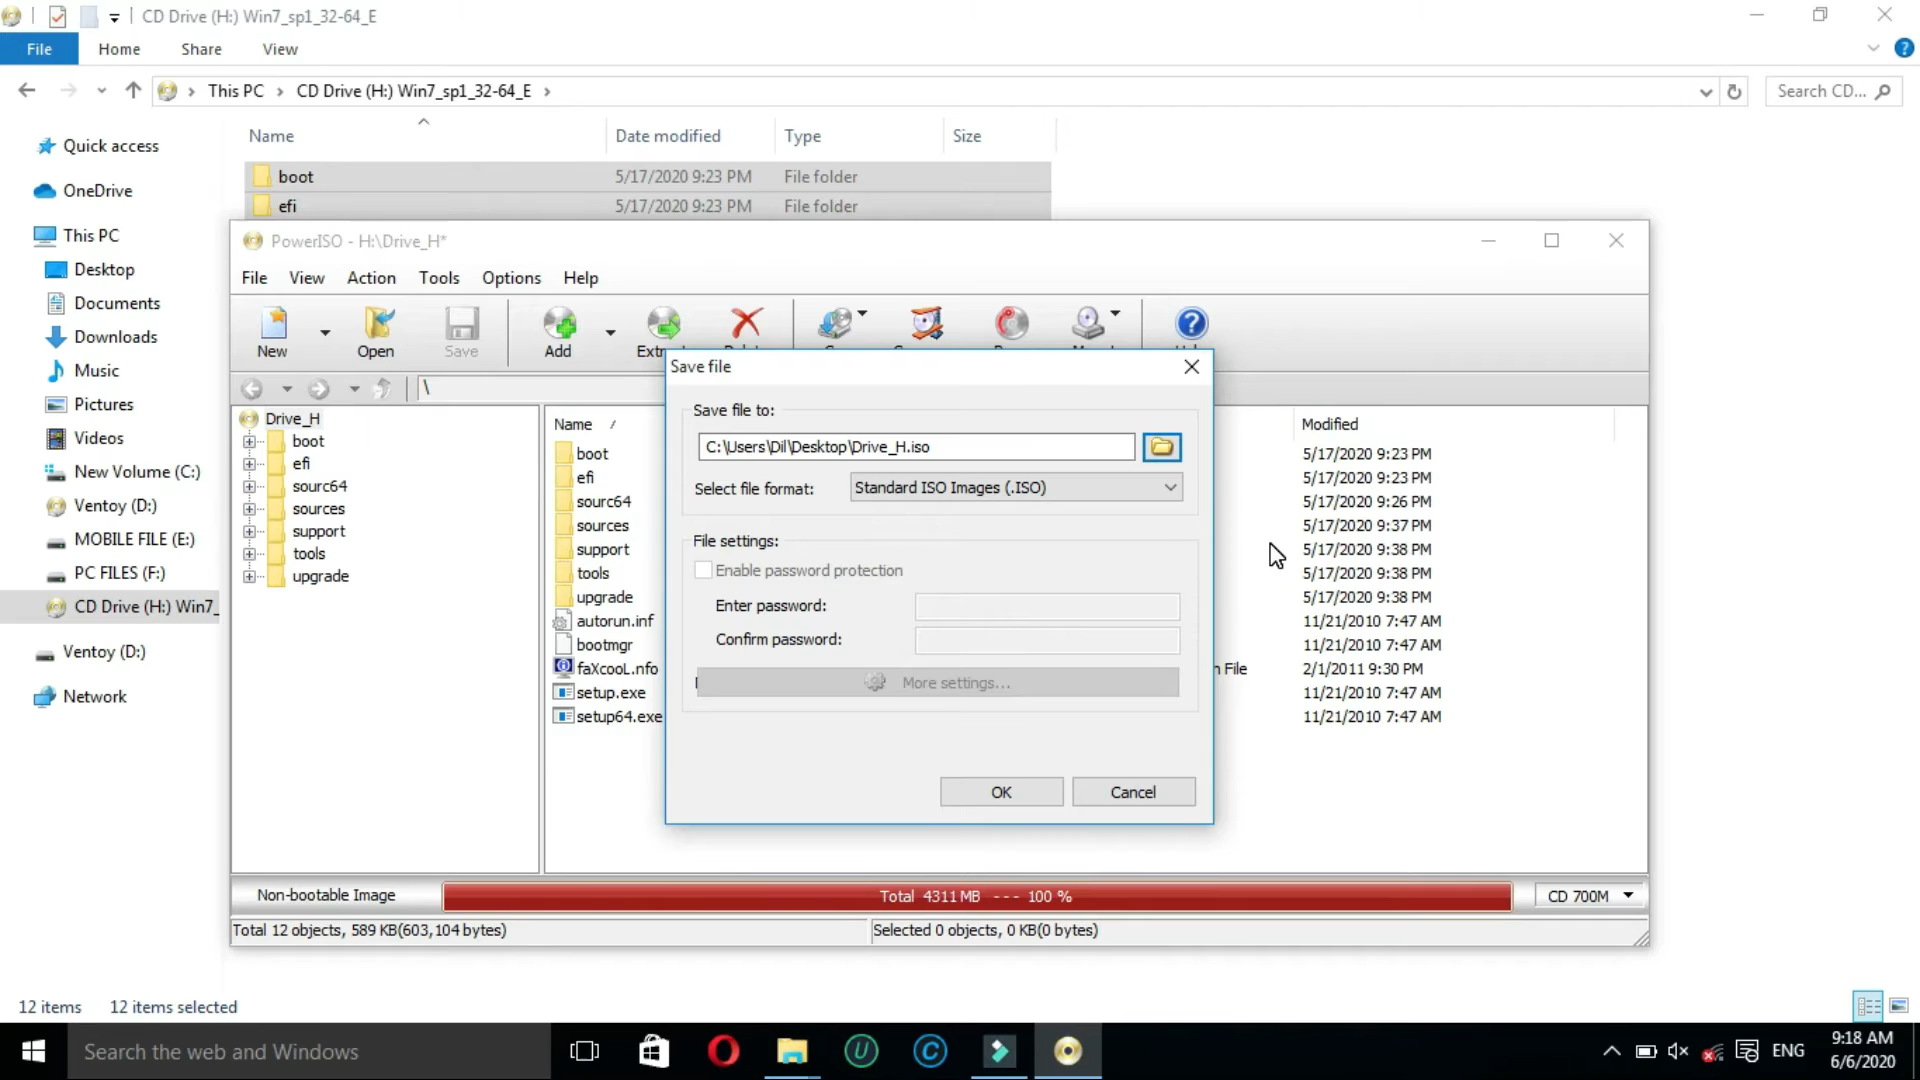 CD Drive (H:) Win7_sp1_32-64_E
File Home Share View
This PC CD Drive (H:) Win7_sp1_32-64_E Search CD...
Name Date modified Type Size
boot 5/17/2020 9:23 PM File folder
efi 5/17/2020 9:23 PM File folder
Quick access
OneDrive
This PC
Desktop
Documents
Downloads
Music
Pictures
Videos
New Volume (C:)
Ventoy (D:)
MOBILE FILE (E:)
PC FILES (F:)
CD Drive (H:) Win7_
Ventoy (D:)
Network
PowerISO - H:\Drive_H*
File View Action Tools Options Help
New Open Save Add
\
Drive_H
boot
efi
sourc64
sources
support
tools
upgrade
Name / Modified
boot 5/17/2020 9:23 PM
efi 5/17/2020 9:23 PM
sourc64 5/17/2020 9:26 PM
sources 5/17/2020 9:37 PM
support 5/17/2020 9:38 PM
tools 5/17/2020 9:38 PM
upgrade 5/17/2020 9:38 PM
autorun.inf 11/21/2010 7:47 AM
bootmgr 11/21/2010 7:47 AM
faXcooL.nfo File 2/1/2011 9:30 PM
setup.exe 11/21/2010 7:47 AM
setup64.exe 11/21/2010 7:47 AM
Save file
Save file to:
C:\Users\Dil\Desktop\Drive_H.iso
Select file format: Standard ISO Images (.ISO)
File settings:
Enable password protection
Enter password:
Confirm password:
More settings...
OK Cancel
Non-bootable Image Total 4311 MB --- 100 % CD 700M
Total 12 objects, 589 KB(603,104 bytes) Selected 0 objects, 0 KB(0 bytes)
12 items 12 items selected
Search the web and Windows
ENG
9:18 AM
6/6/2020